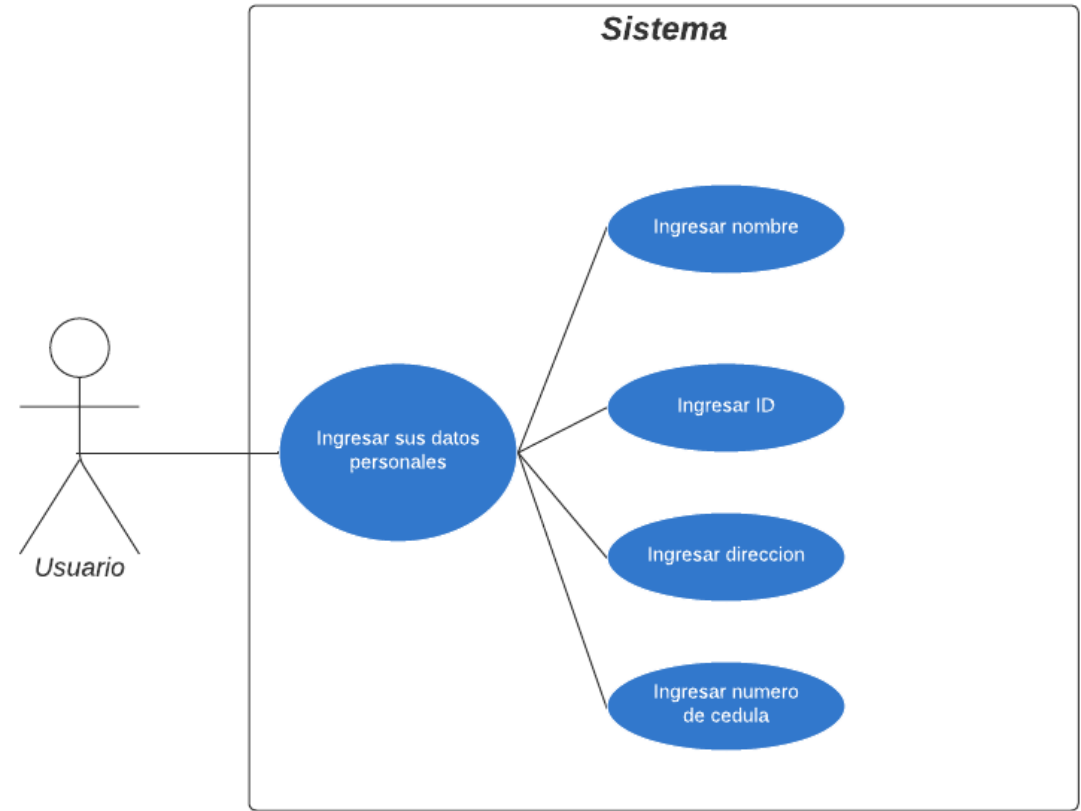 Sistema
Ingresar nombre
Ingresar ID
Ingresar sus datos
personales
Ingresar direccion
Usuario
Ingresar numero
de cedula